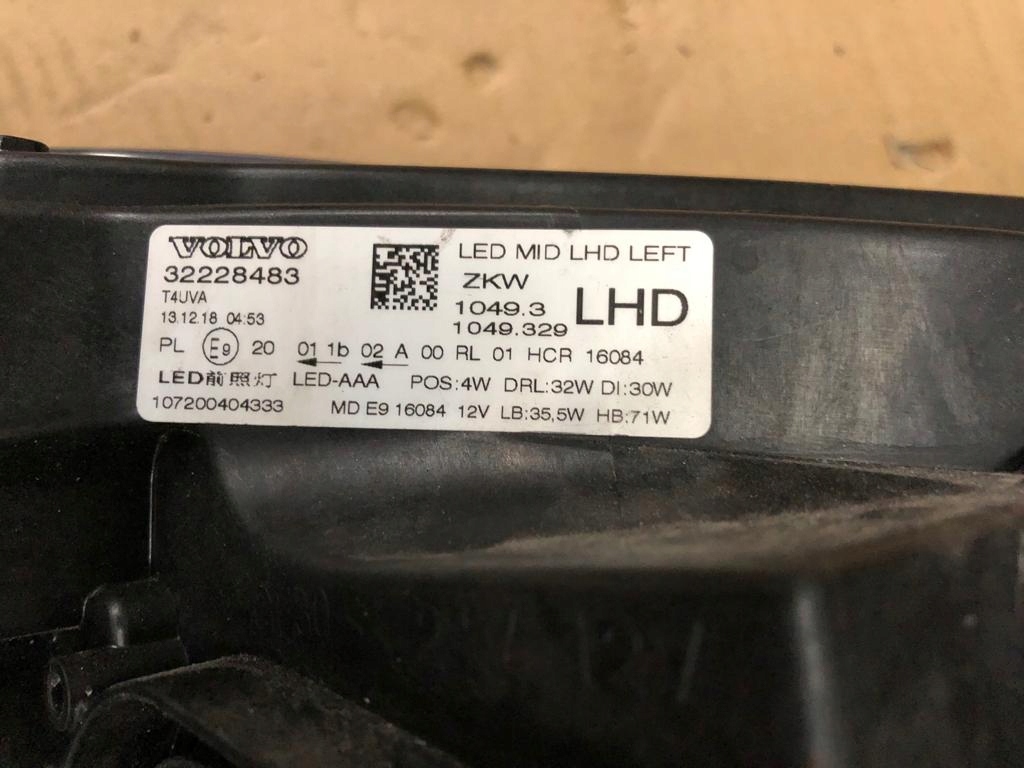 VOLVO
32228483
T4UVA
13.12.18 04:53
LED MID LHD LEFT
ZKW
1049.3
1049.329
LHD
PL E9 20 01 1b 02 A 00 RL 01 HCR 16084
LED前照灯 LED-AAA POS:4W DRL:32W DI:30W
107200404333 MD E9 16084 12V LB:35,5W HB:71W